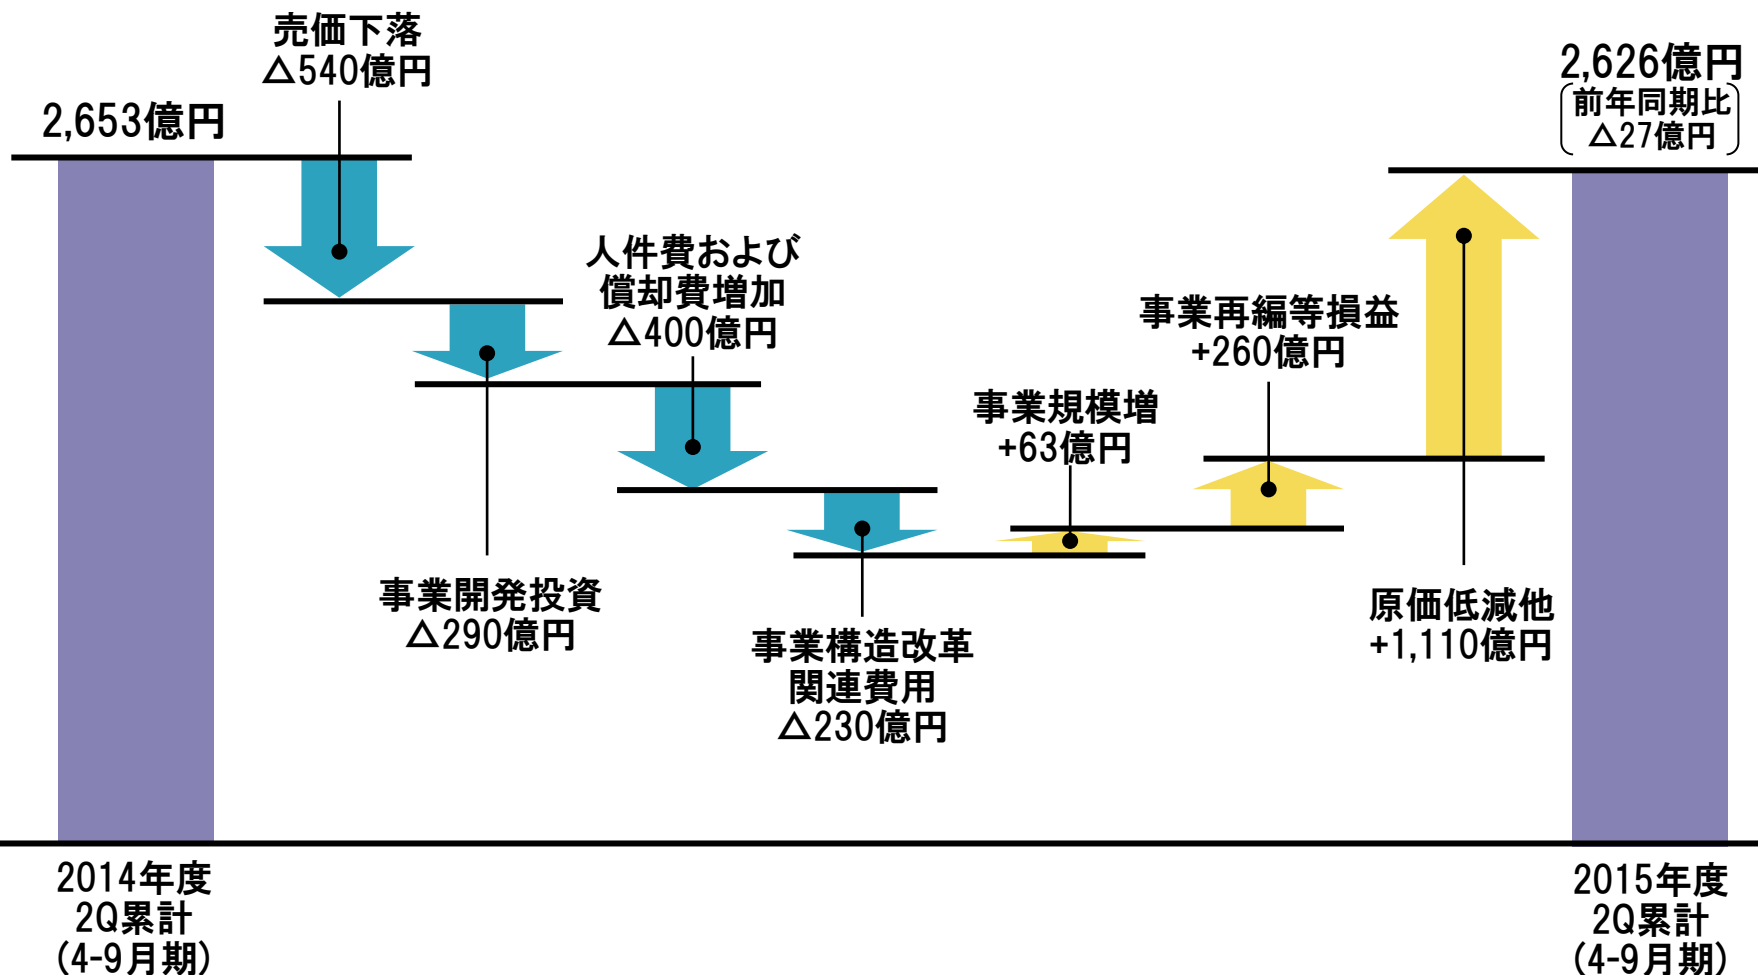 売価下落
△540億円
2,653億円
2,626億円
前年同期比
△27億円
人件費および
償却費増加
△400億円
事業再編等損益
+260億円
事業規模増
+63億円
事業開発投資
△290億円
原価低減他
+1,110億円
事業構造改革
関連費用
△230億円
2014年度
2Q累計
(4-9月期)
2015年度
2Q累計
(4-9月期)